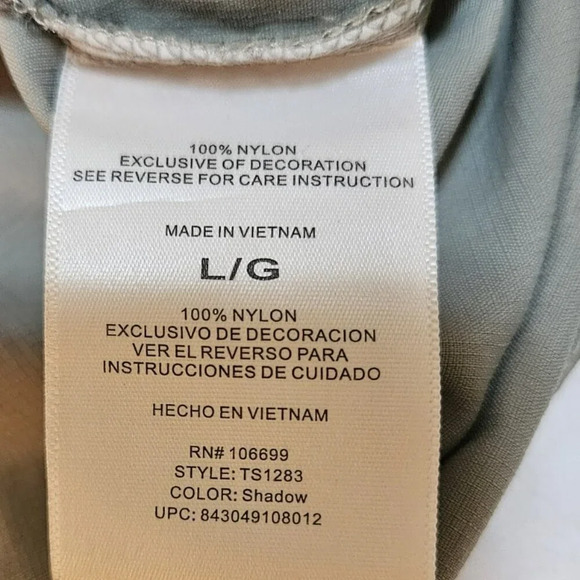 100% NYLON
EXCLUSIVE OF DECORATION
SEE REVERSE FOR CARE INSTRUCTION
MADE IN VIETNAM
L/G
100% NYLON
EXCLUSIVO DE DECORACION
VER EL REVERSO PARA
INSTRUCCIONES DE CUIDADO
HECHO EN VIETNAM
RN# 106699
STYLE: TS1283
COLOR: Shadow
UPC: 843049108012